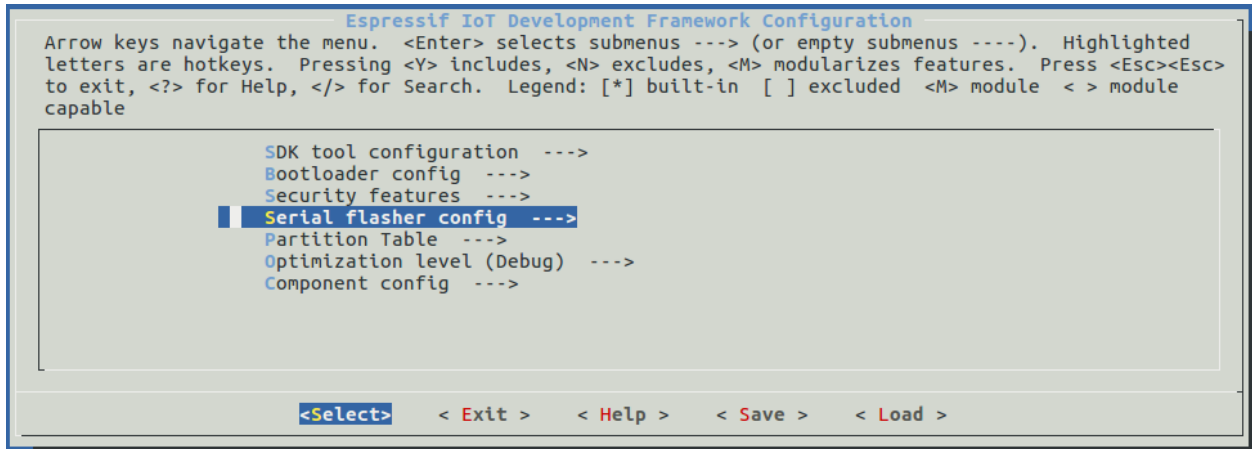 Espressif IoT Development Framework Configuration
Arrow keys navigate the menu.  <Enter> selects submenus ---> (or empty submenus ----).  Highlighted
letters are hotkeys.  Pressing <Y> includes, <N> excludes, <M> modularizes features.  Press <Esc><Esc>
to exit, <?> for Help, </> for Search.  Legend: [*] built-in  [ ] excluded  <M> module  < > module
capable
SDK tool configuration  --->
Bootloader config  --->
Security features  --->
Serial flasher config  --->
Partition Table  --->
Optimization level (Debug)  --->
Component config  --->
<Select>    < Exit >    < Help >    < Save >    < Load >